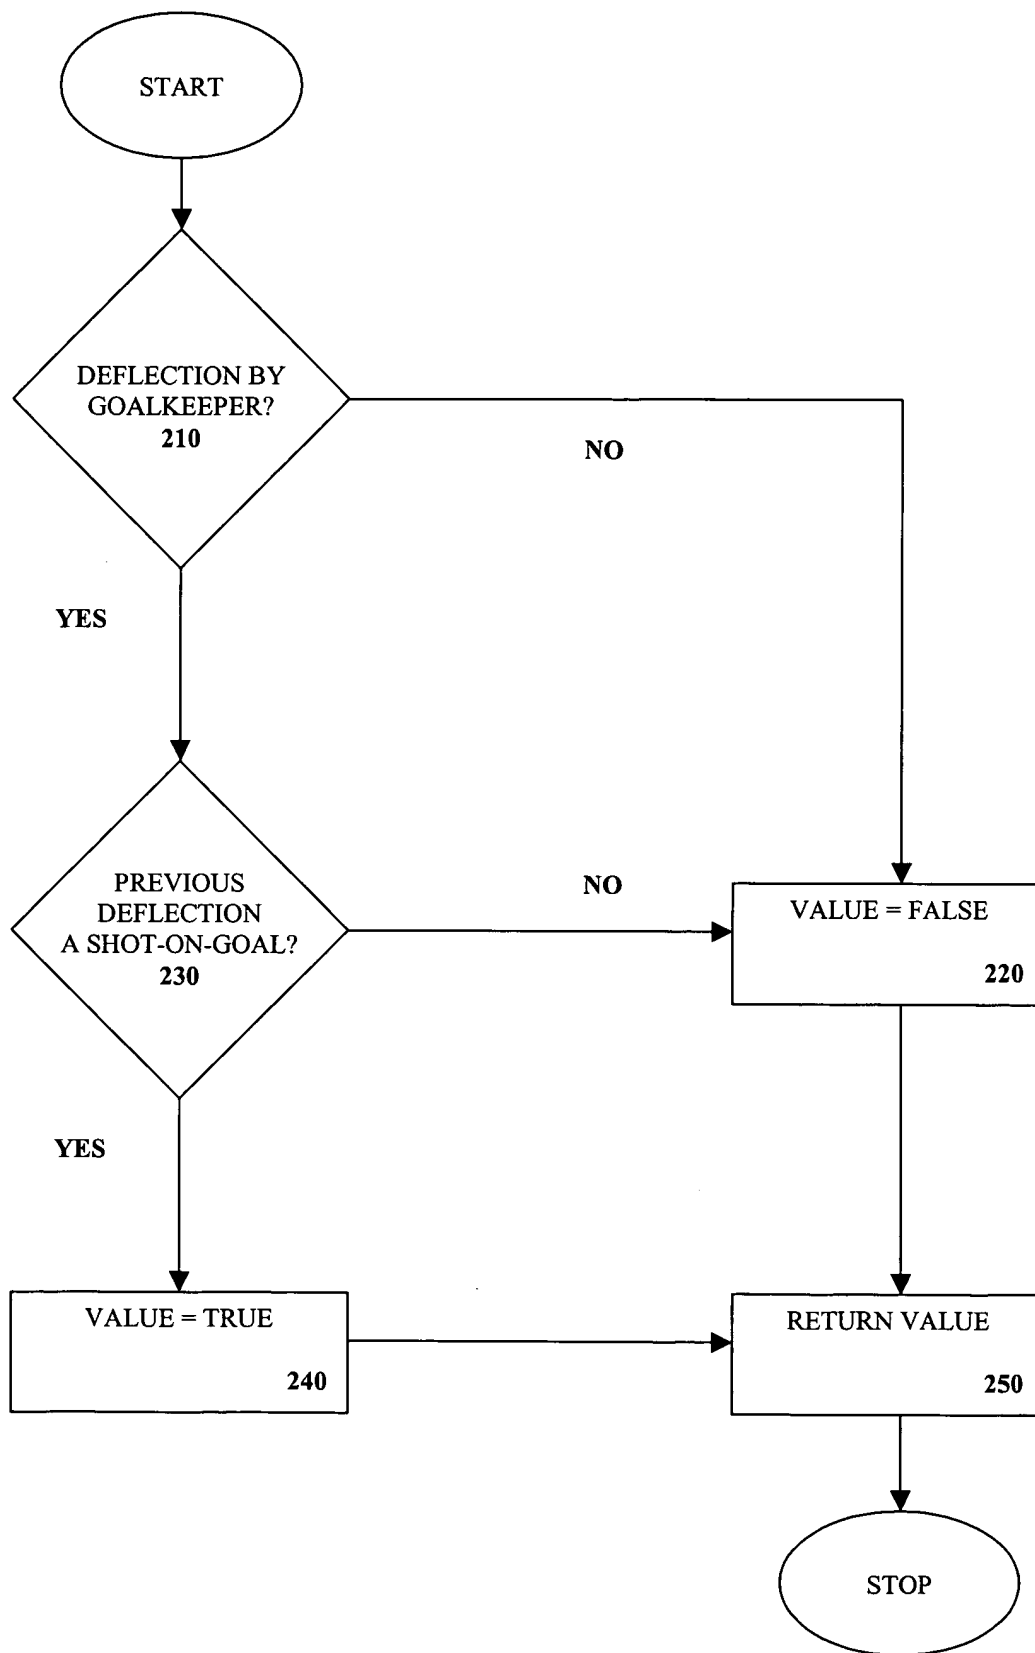 START
DEFLECTION BY
GOALKEEPER?
210
NO
YES
PREVIOUS
DEFLECTION
A SHOT-ON-GOAL?
230
NO
VALUE = FALSE
220
YES
VALUE = TRUE
240
RETURN VALUE
250
STOP